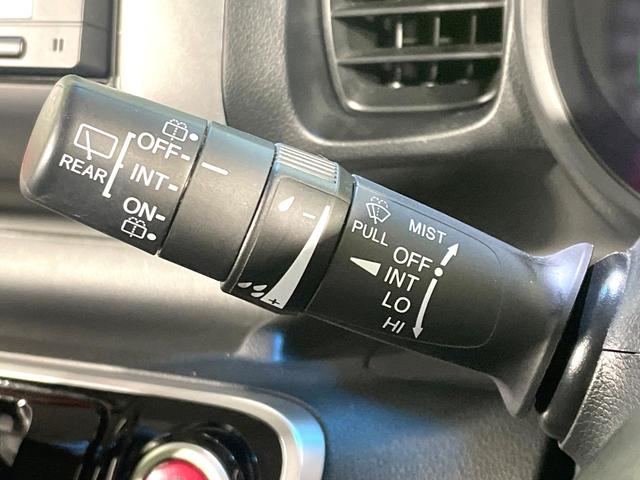 REAR
OFF-
INT-
ON-
- 
+
PULL
MIST
OFF
INT
LO
HI